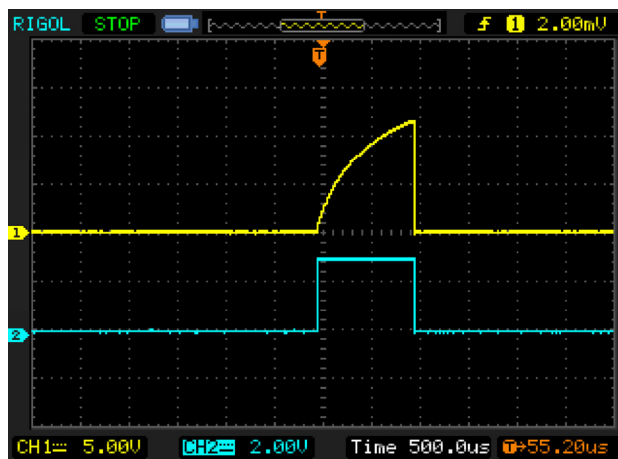 RIGOL STOP T f 1 2.00mV
T
1
2
CH1 5.00V CH2 2.00V Time 500.0us T→55.20us